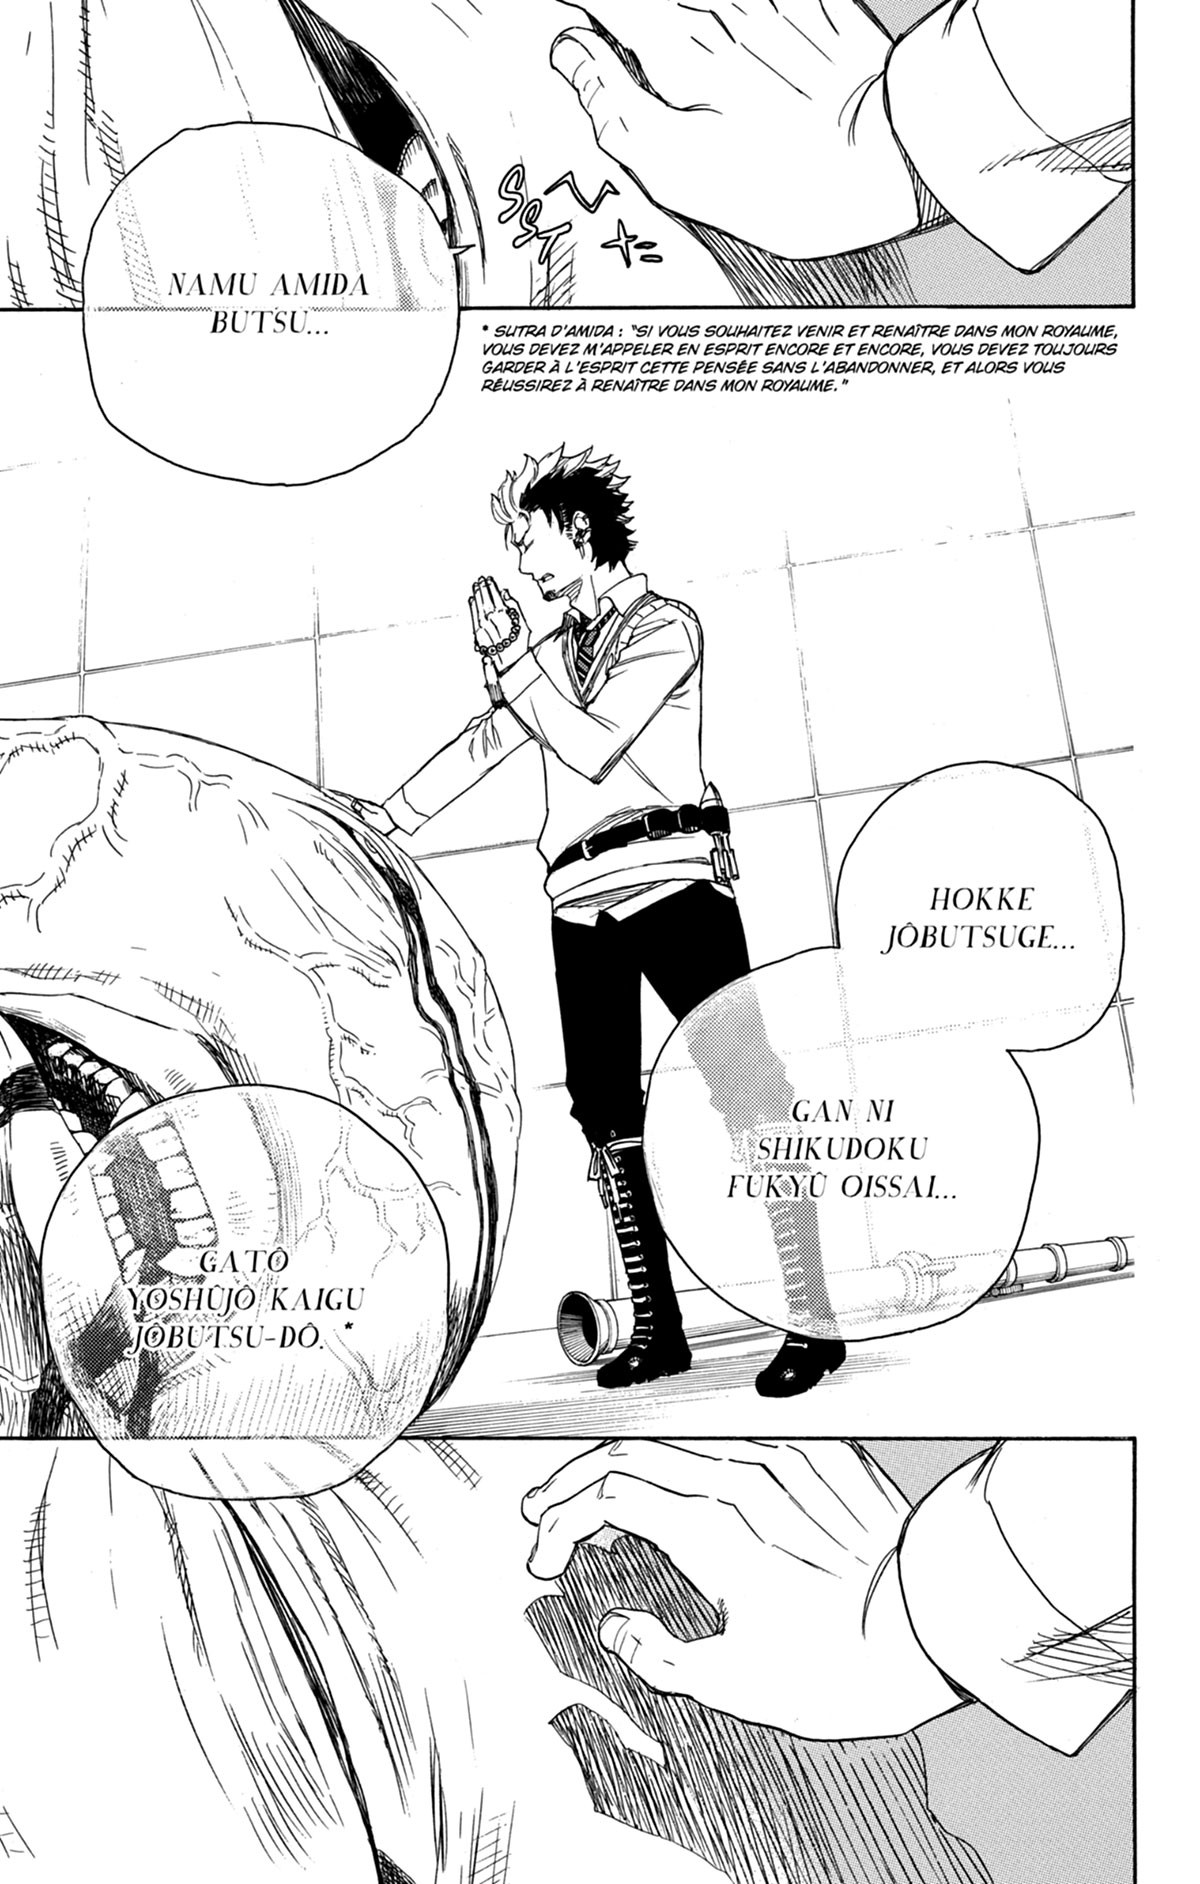 SST
NAMU AMIDA
BUTSU...
* SUTRA D'AMIDA : "SI VOUS SOUHAITEZ VENIR ET RENAÎTRE DANS MON ROYAUME,
VOUS DEVEZ M'APPELER EN ESPRIT ENCORE ET ENCORE, VOUS DEVEZ TOUJOURS
GARDER À L'ESPRIT CETTE PENSÉE SANS L'ABANDONNER, ET ALORS VOUS
RÉUSSIREZ À RENAÎTRE DANS MON ROYAUME."
HOKKE
JÔBUTSUGE...
GAN NI
SHIKUDOKU
FUKYÛ OISSAI...
GATÔ
YOSHÛJÔ KAIGU
JÔBUTSU-DÔ. *